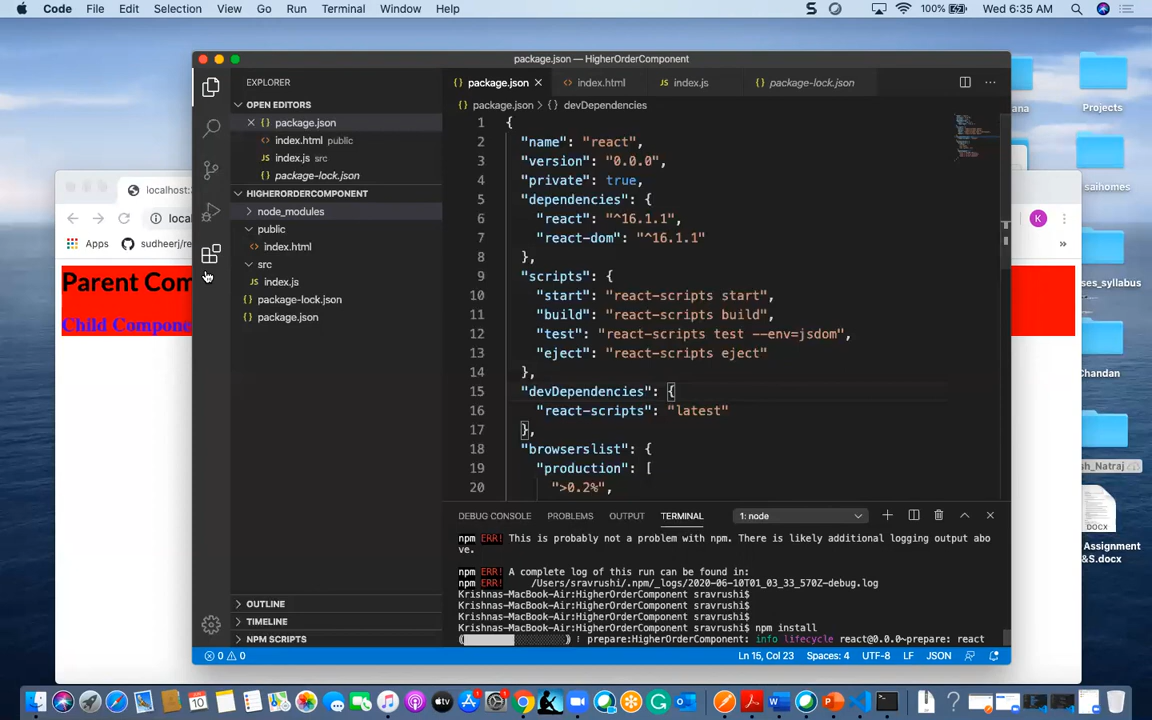 Code File Edit Selection View Go Run Terminal Window Help
100% Wed 6:35 AM
package.json — HigherOrderComponent
EXPLORER
OPEN EDITORS
package.json
index.html public
index.js src
package-lock.json
HIGHERORDERCOMPONENT
node_modules
public
index.html
src
index.js
package-lock.json
package.json
OUTLINE
TIMELINE
NPM SCRIPTS
package.json index.html index.js package-lock.json
package.json > {} devDependencies
1 {
2 "name": "react",
3 "version": "0.0.0",
4 "private": true,
5 "dependencies": {
6 "react": "^16.1.1",
7 "react-dom": "^16.1.1"
8 },
9 "scripts": {
10 "start": "react-scripts start",
11 "build": "react-scripts build",
12 "test": "react-scripts test --env=jsdom",
13 "eject": "react-scripts eject"
14 },
15 "devDependencies": {
16 "react-scripts": "latest"
17 },
18 "browserslist": {
19 "production": [
20 ">0.2%",
DEBUG CONSOLE PROBLEMS OUTPUT TERMINAL 1: node
npm ERR! This is probably not a problem with npm. There is likely additional logging output abo
ve.
npm ERR! A complete log of this run can be found in:
npm ERR! /Users/sravrushi/.npm/_logs/2020-06-10T01_03_33_570Z-debug.log
Krishnas-MacBook-Air:HigherOrderComponent sravrushi$
Krishnas-MacBook-Air:HigherOrderComponent sravrushi$
Krishnas-MacBook-Air:HigherOrderComponent sravrushi$
Krishnas-MacBook-Air:HigherOrderComponent sravrushi$ npm install
prepare:HigherOrderComponent: info lifecycle react@0.0.0~prepare: react
0 0 Ln 15, Col 23 Spaces: 4 UTF-8 LF JSON
localhost:
local
Apps sudheerj/re
K
»
Parent Com
Child Compone
Projects
saihomes
ses_syllabus
Chandan
sh_Natraj
DOCX
Assignment
&S.docx
ana